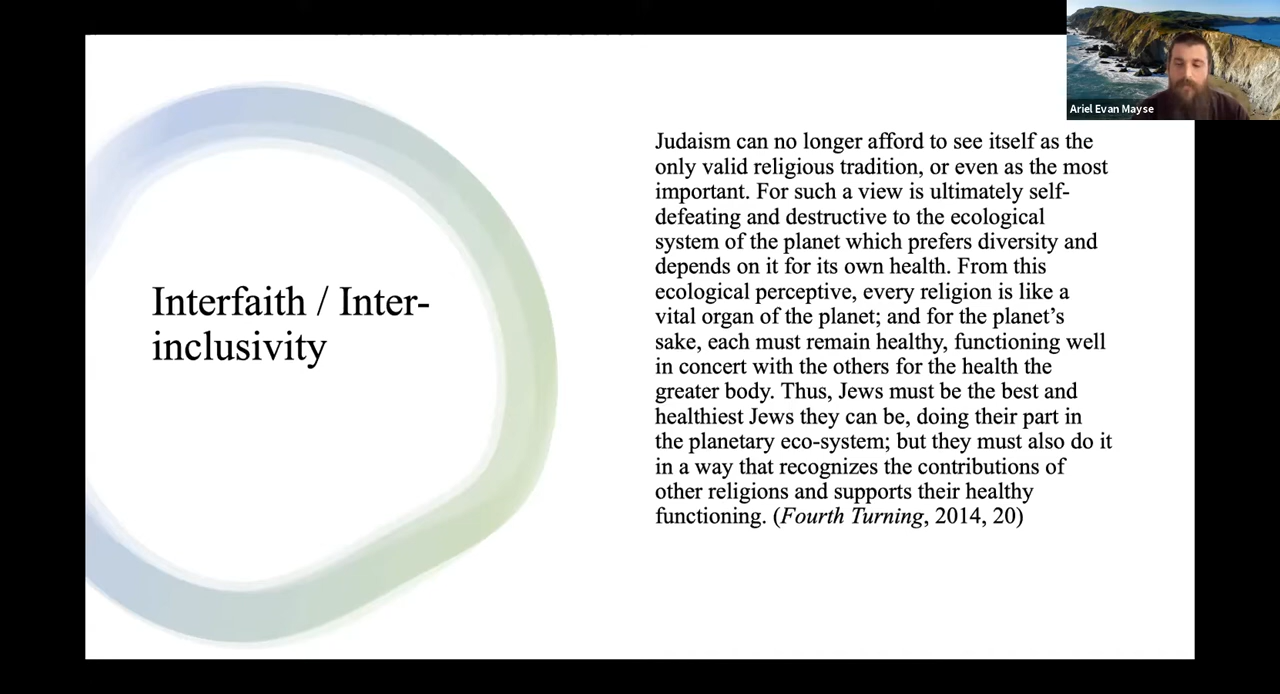 Ariel Evan Mayse
Interfaith / Inter-
inclusivity
Judaism can no longer afford to see itself as the
only valid religious tradition, or even as the most
important. For such a view is ultimately self-
defeating and destructive to the ecological
system of the planet which prefers diversity and
depends on it for its own health. From this
ecological perceptive, every religion is like a
vital organ of the planet; and for the planet’s
sake, each must remain healthy, functioning well
in concert with the others for the health the
greater body. Thus, Jews must be the best and
healthiest Jews they can be, doing their part in
the planetary eco-system; but they must also do it
in a way that recognizes the contributions of
other religions and supports their healthy
functioning. (Fourth Turning, 2014, 20)